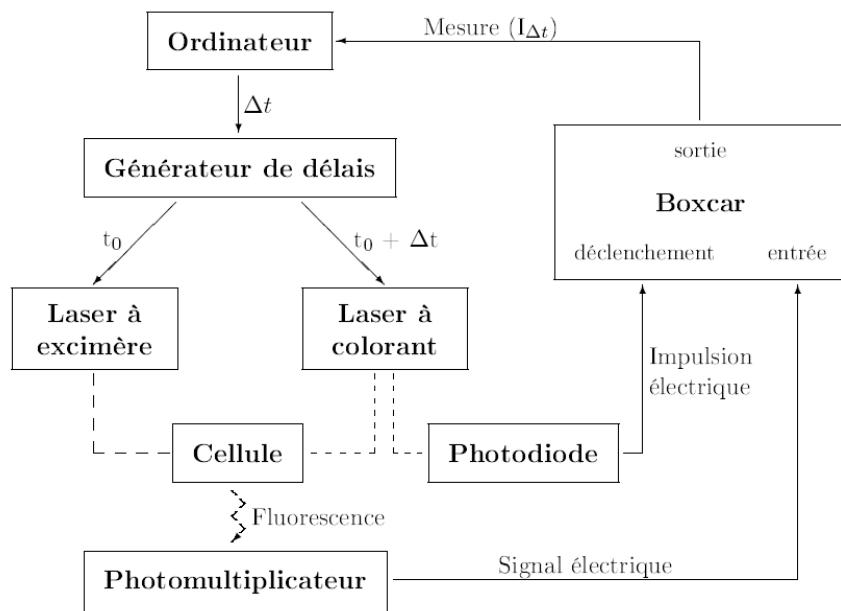 Ordinateur
Mesure (I_Δt)
Δt
Générateur de délais
sortie
Boxcar
déclenchement
entrée
t₀
t₀ + Δt
Laser à
excimère
Laser à
colorant
Impulsion
électrique
Cellule
Photodiode
Fluorescence
Photomultiplicateur
Signal électrique